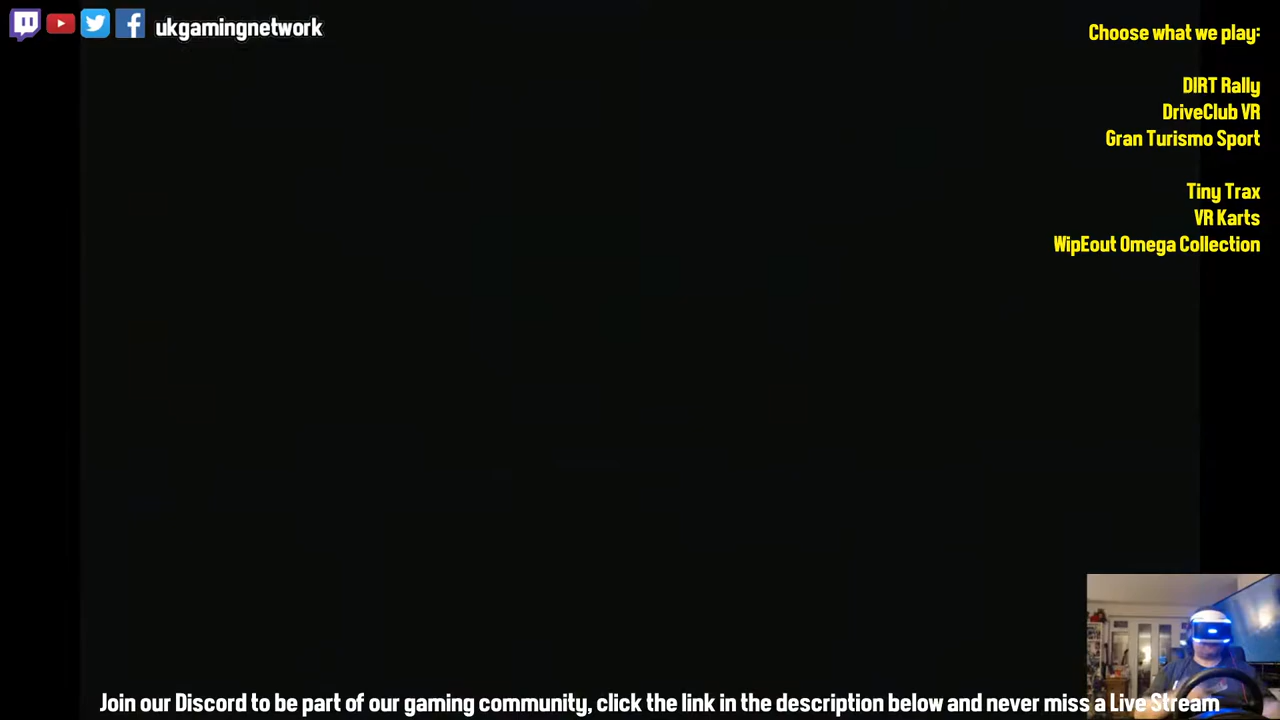 ukgamingnetwork
Choose what we play:
DIRT Rally
DriveClub VR
Gran Turismo Sport
Tiny Trax
VR Karts
WipEout Omega Collection
Join our Discord to be part of our gaming community, click the link in the description below and never miss a Live Stream